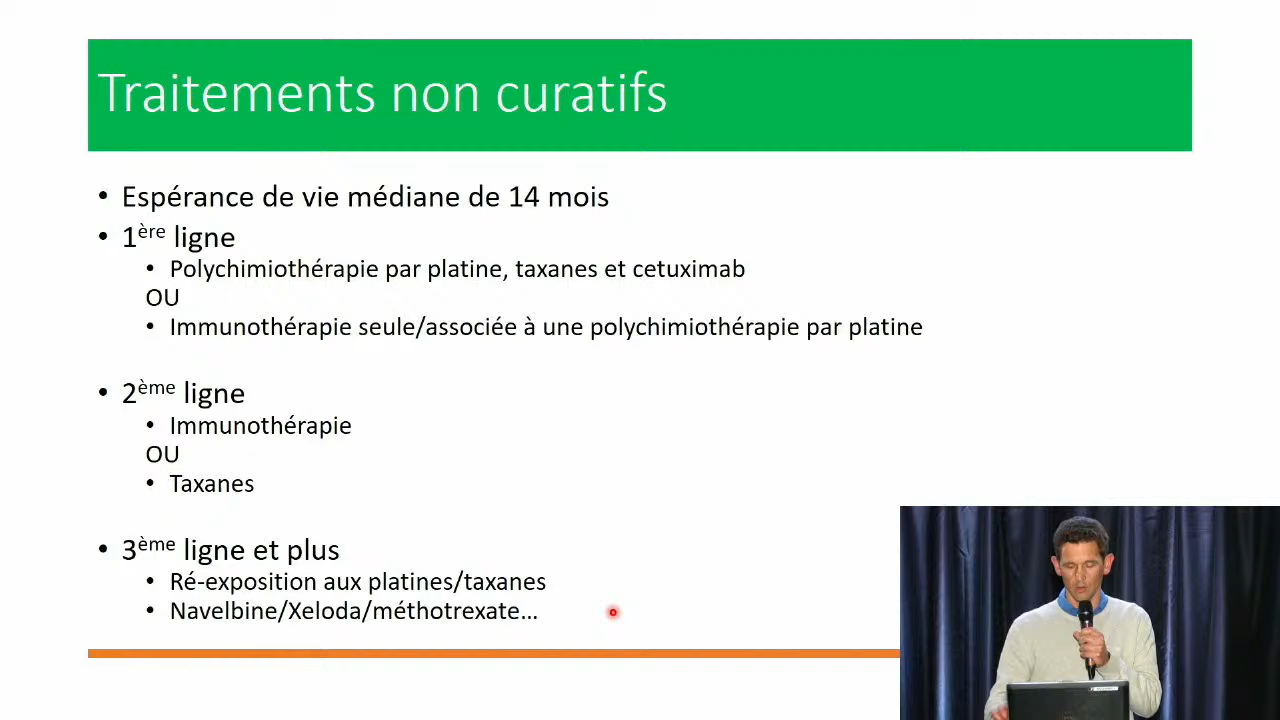 Traitements non curatifs
• Espérance de vie médiane de 14 mois
• 1ère ligne
• Polychimiothérapie par platine, taxanes et cetuximab
OU
• Immunothérapie seule/associée à une polychimiothérapie par platine
• 2ème ligne
• Immunothérapie
OU
• Taxanes
• 3ème ligne et plus
• Ré-exposition aux platines/taxanes
• Navelbine/Xeloda/méthotrexate...